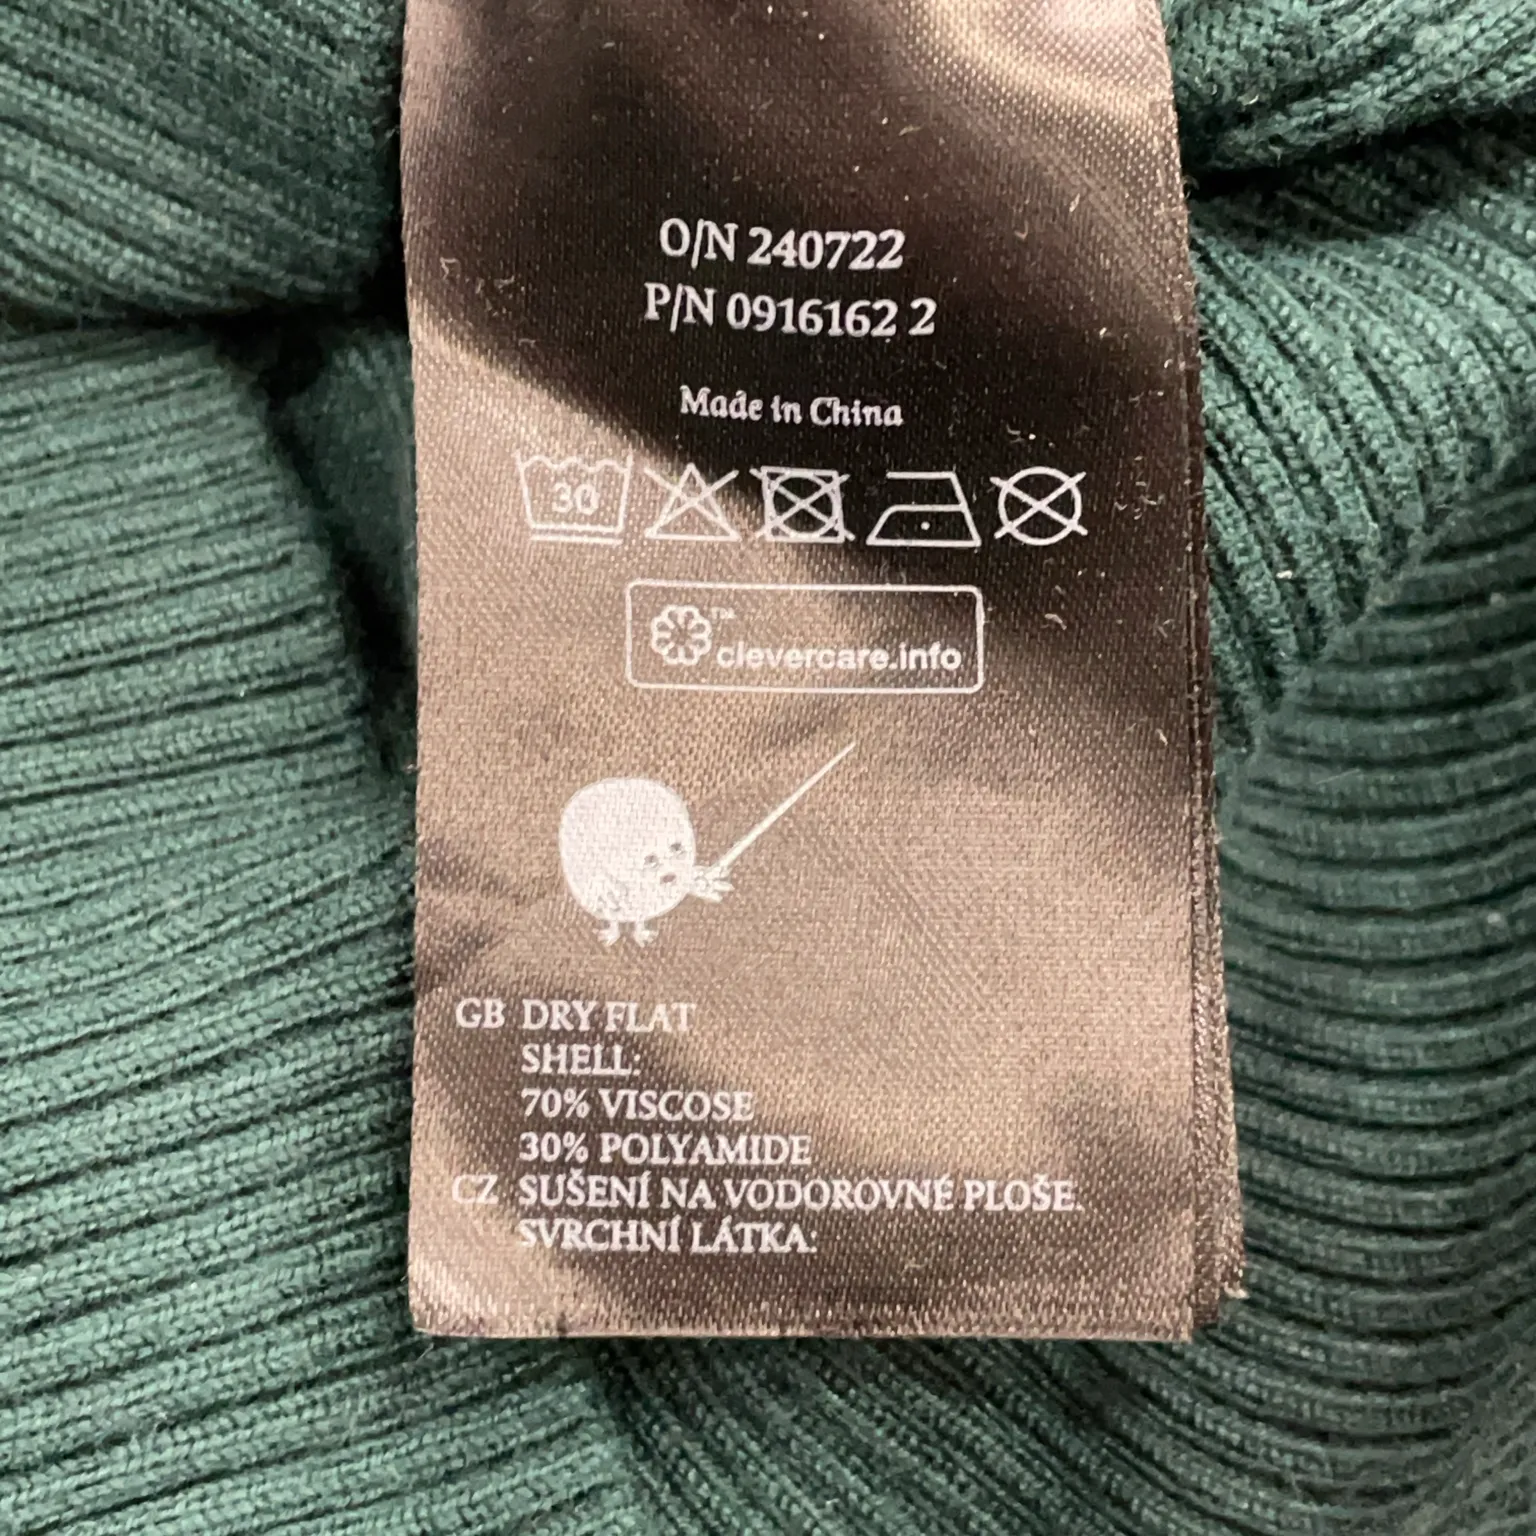 O/N 240722
P/N 0916162 2
Made in China
30
™
clevercare.info
GB DRY FLAT
SHELL:
70% VISCOSE
30% POLYAMIDE
CZ SUŠENÍ NA VODOROVNÉ PLOŠE.
SVRCHNÍ LÁTKA: